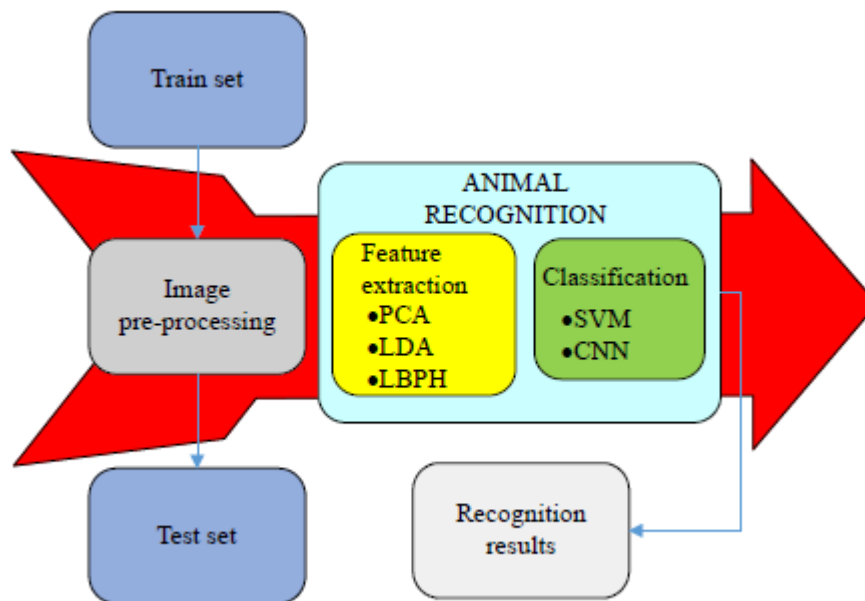 Train set
ANIMAL
RECOGNITION
Image
pre-processing
Feature
extraction
•PCA
•LDA
•LBPH
Classification
•SVM
•CNN
Test set
Recognition
results